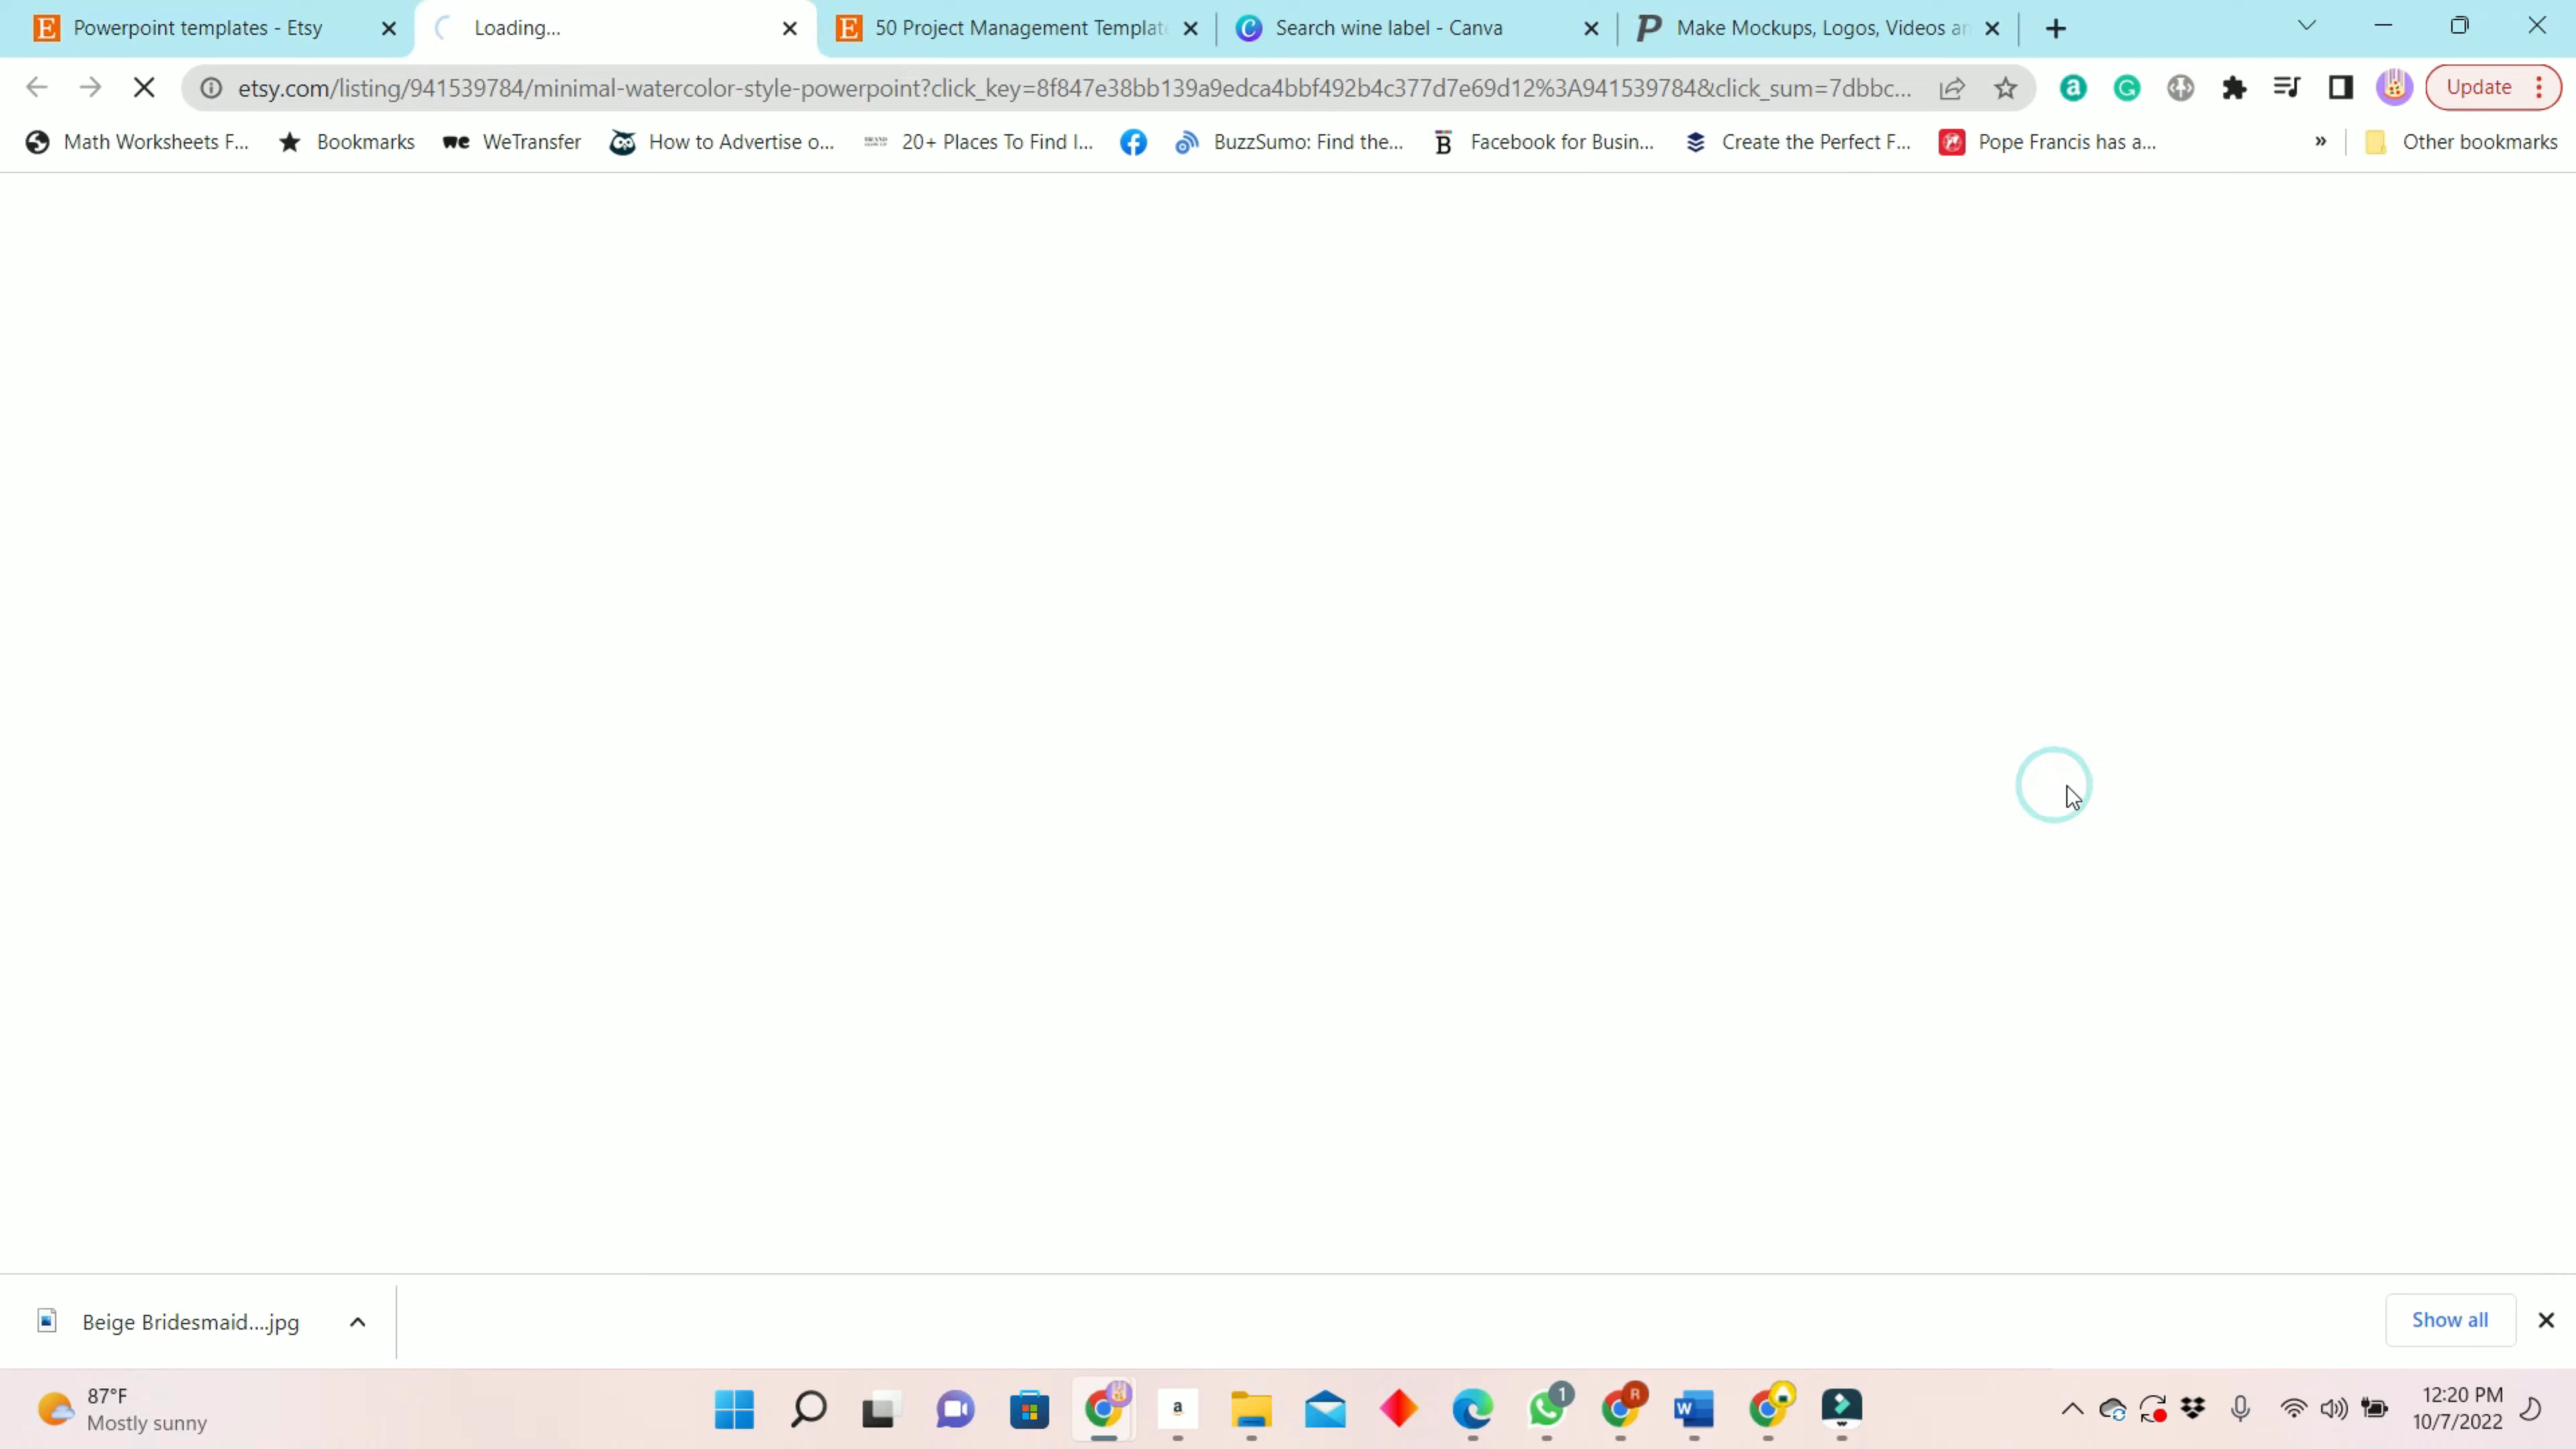 Powerpoint templates - Etsy
Loading...
50 Project Management Templat
Search wine label - Canva
Make Mockups, Logos, Videos an
etsy.com/listing/941539784/minimal-watercolor-style-powerpoint?click_key=8f847e38bb139a9edca4bbf492b4c377d7e69d12%3A941539784&click_sum=7dbbc...
Update
Math Worksheets F...
Bookmarks
WeTransfer
How to Advertise o...
20+ Places To Find I...
BuzzSumo: Find the...
Facebook for Busin...
Create the Perfect F...
Pope Francis has a...
»
Other bookmarks
Beige Bridesmaid....jpg
Show all
87°F
Mostly sunny
1
R
12:20 PM
10/7/2022